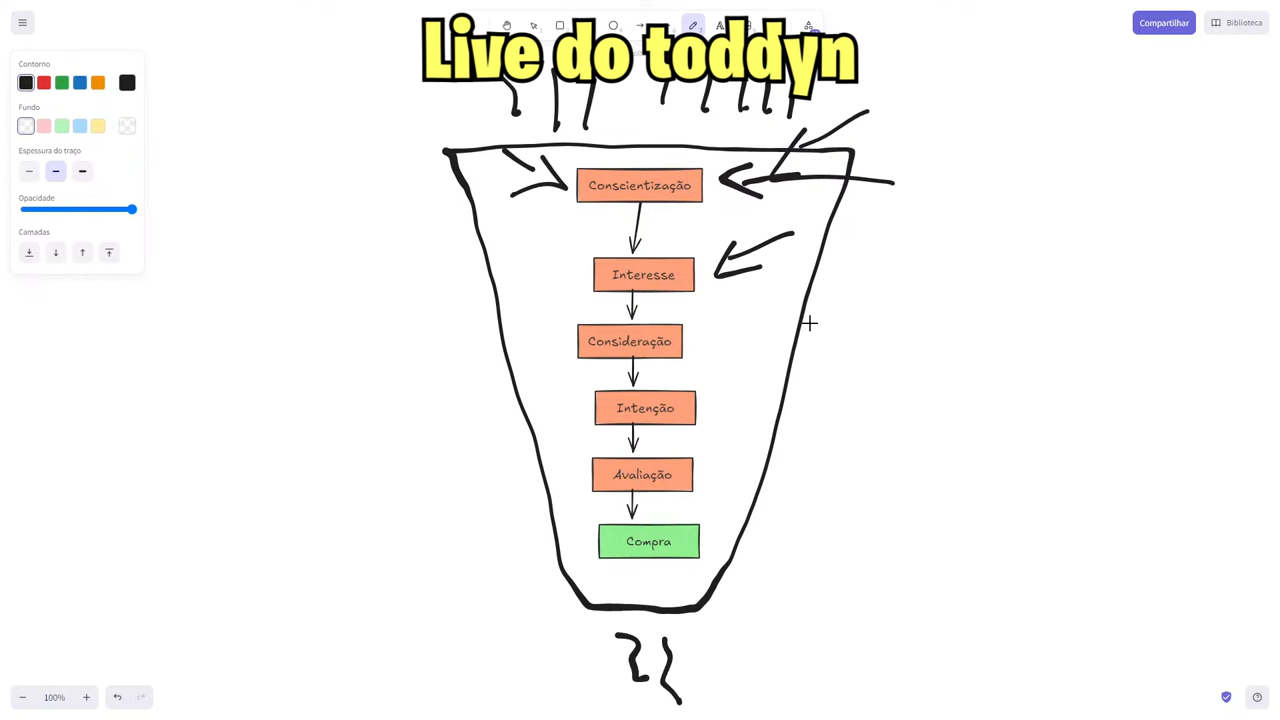 Live do toddyn
Compartilhar
Biblioteca
Contorno
Fundo
Espessura do traço
Opacidade
Camadas
Conscientização
Interesse
Consideração
Intenção
Avaliação
Compra
100%